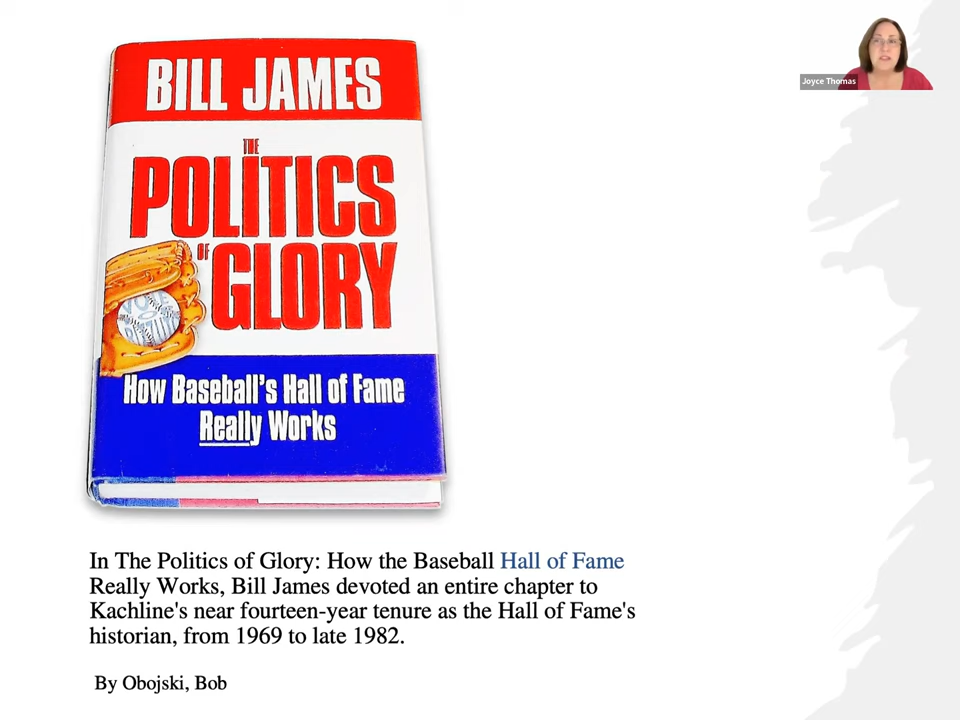 BILL JAMES
THE
POLITICS
OF
GLORY
How Baseball's Hall of Fame
Really Works
Joyce Thomas
In The Politics of Glory: How the Baseball Hall of Fame
Really Works, Bill James devoted an entire chapter to
Kachline's near fourteen-year tenure as the Hall of Fame's
historian, from 1969 to late 1982.
By Obojski, Bob